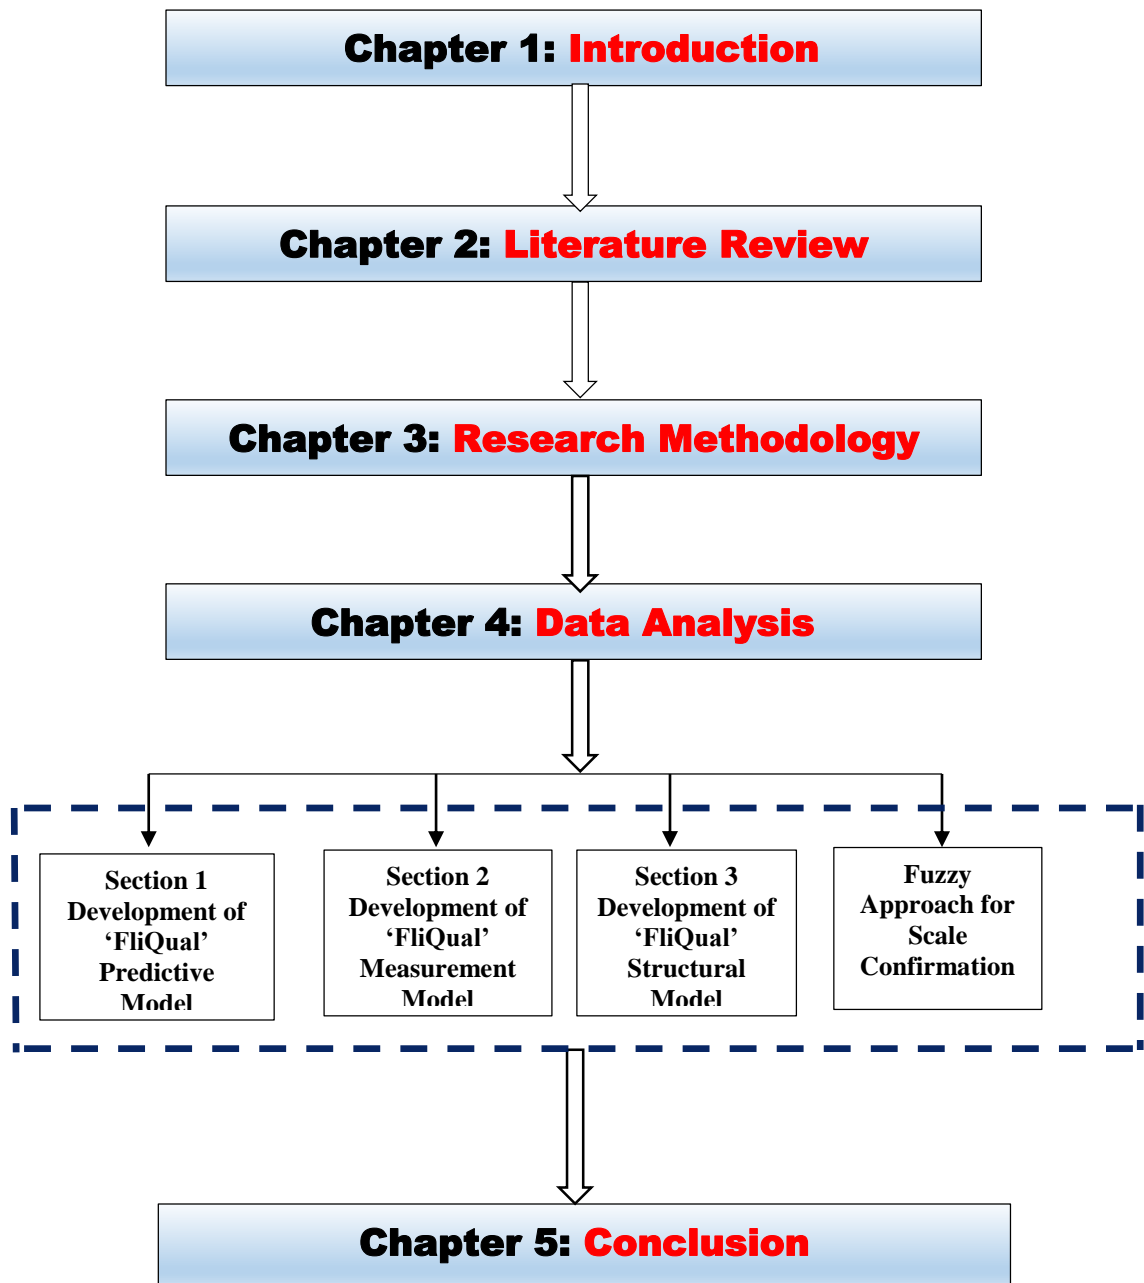 Chapter 1: Introduction
Chapter 2: Literature Review
Chapter 3: Research Methodology
Chapter 4: Data Analysis
Section 1
Development of
‘FliQual’
Predictive
Model
Section 2
Development of
‘FliQual’
Measurement
Model
Section 3
Development of
‘FliQual’
Structural
Model
Fuzzy
Approach for
Scale
Confirmation
Chapter 5: Conclusion